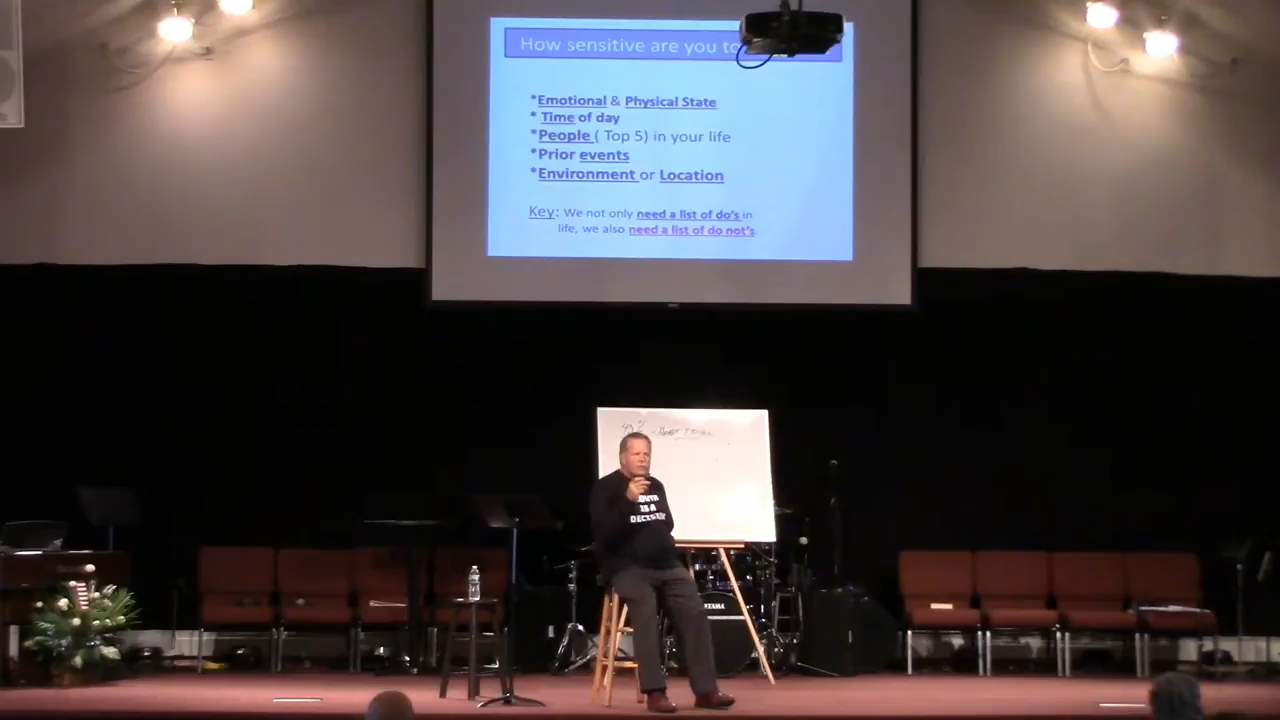 How sensitive are you to
*Emotional & Physical State
* Time of day
*People ( Top 5) in your life
*Prior events
*Environment or Location
Key: We not only need a list of do's in
life, we also need a list of do not's.
IS A
TAMA